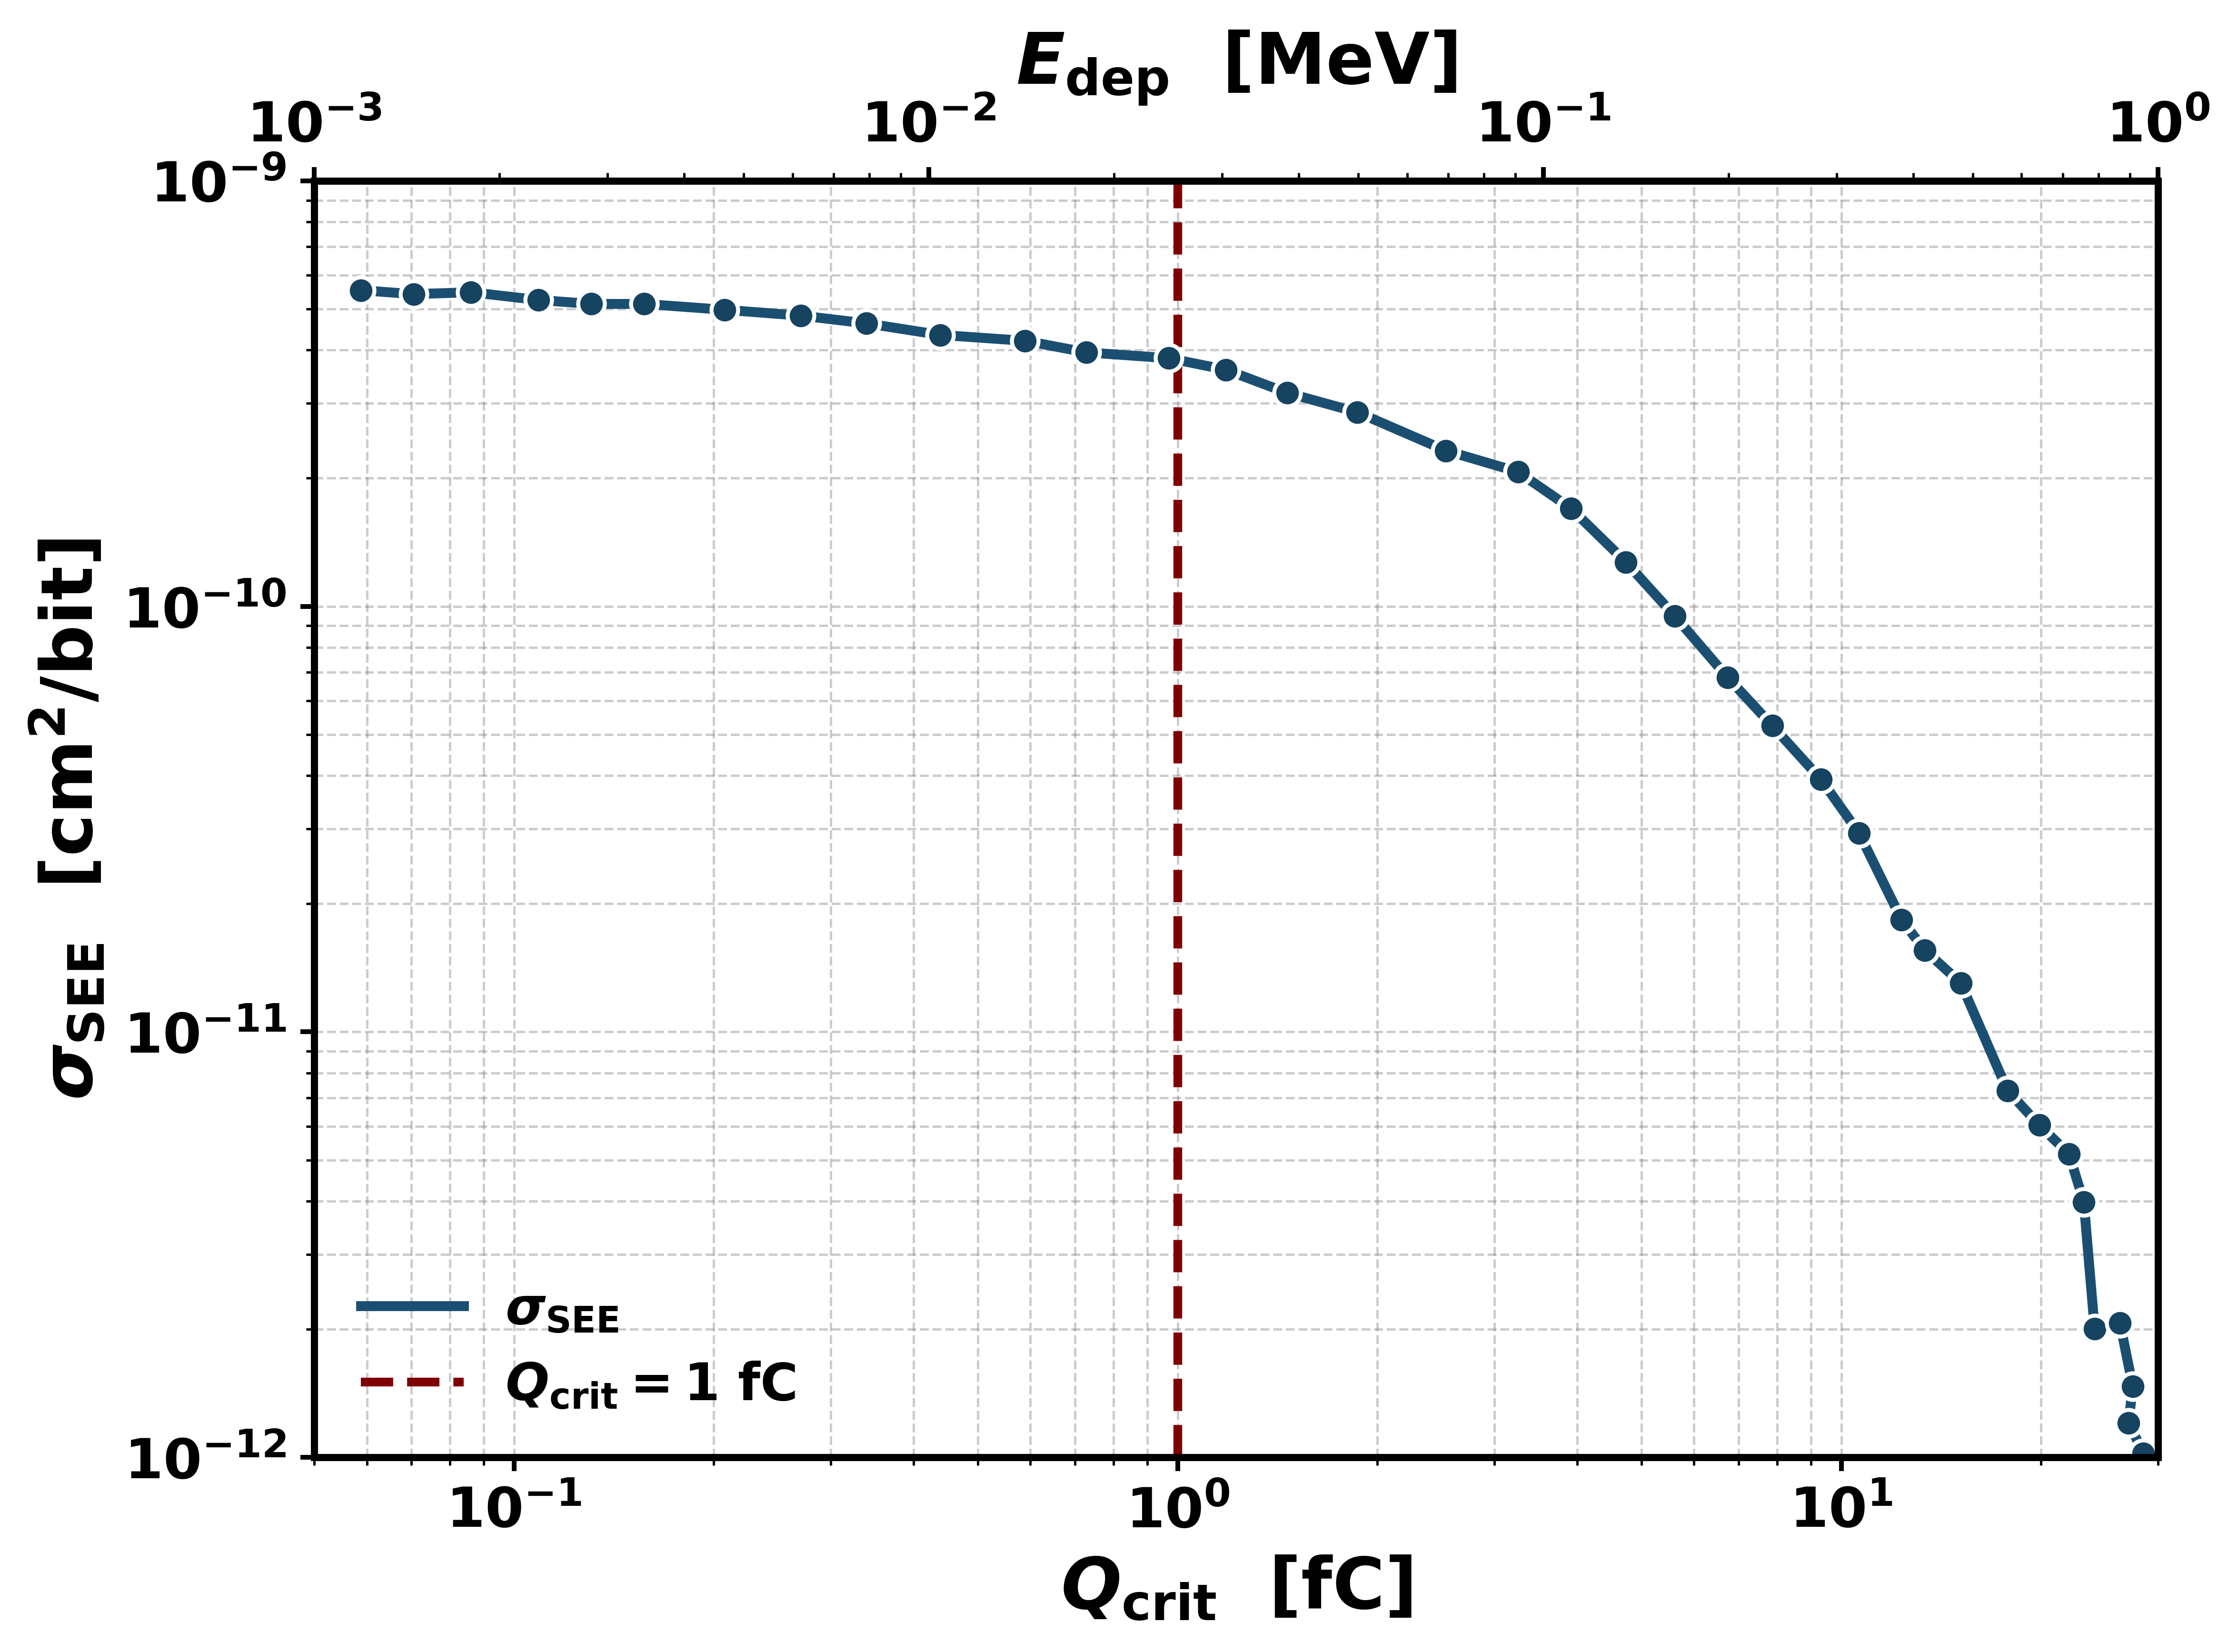 E_dep [MeV]
10^−3 10^−2 10^−1 10^0
10^−9
10^−10
10^−11
10^−12
σ_SEE [cm^2/bit]
σ_SEE
Q_crit = 1 fC
10^−1 10^0 10^1
Q_crit [fC]